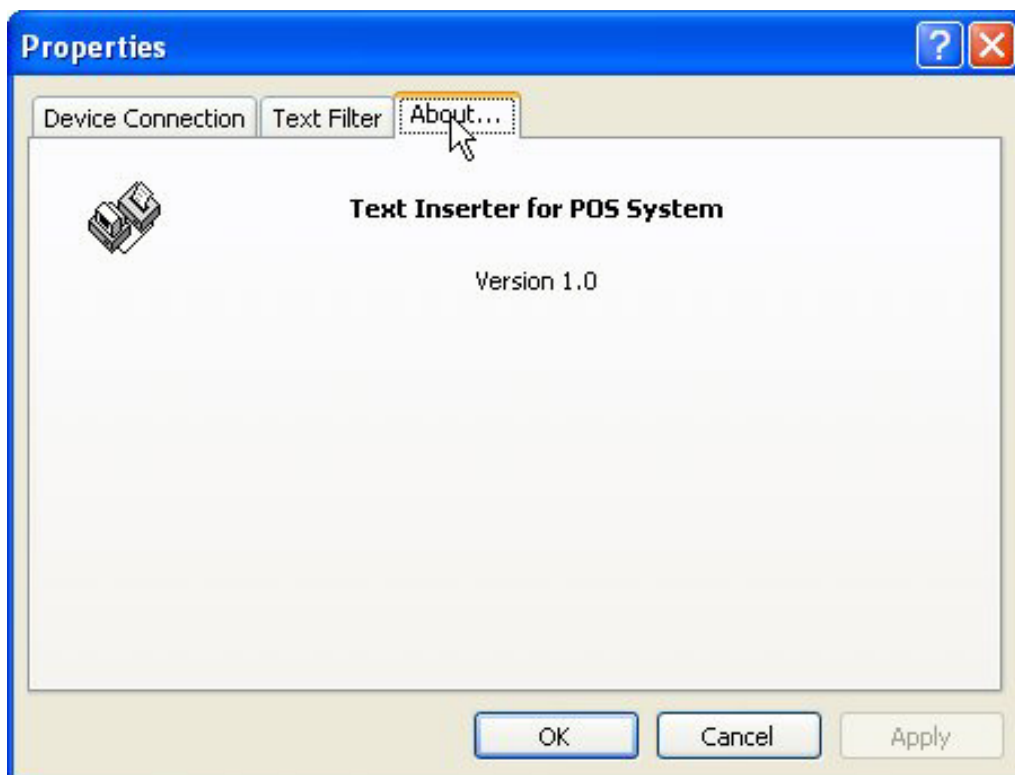 Properties
Device Connection Text Filter About...
Text Inserter for POS System
Version 1.0
OK Cancel Apply